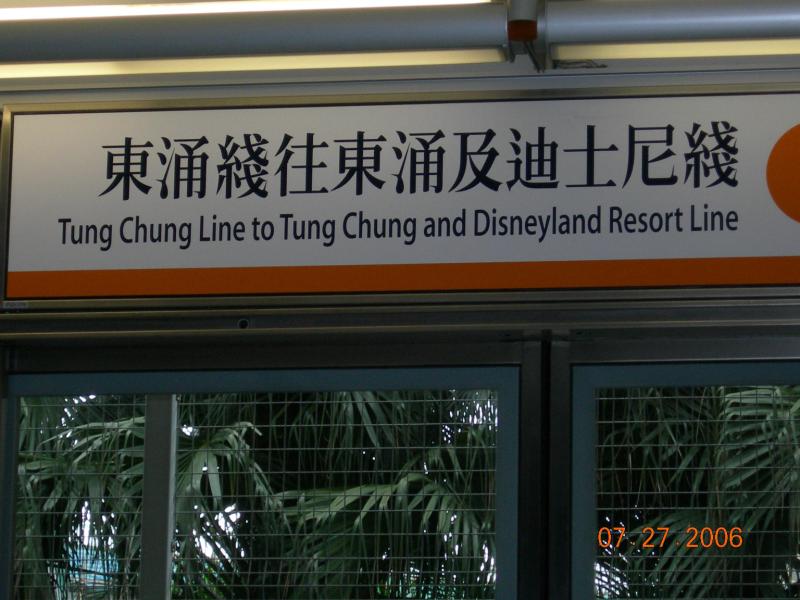 東涌綫往東涌及迪士尼綫
Tung Chung Line to Tung Chung and Disneyland Resort Line
07.27.2006